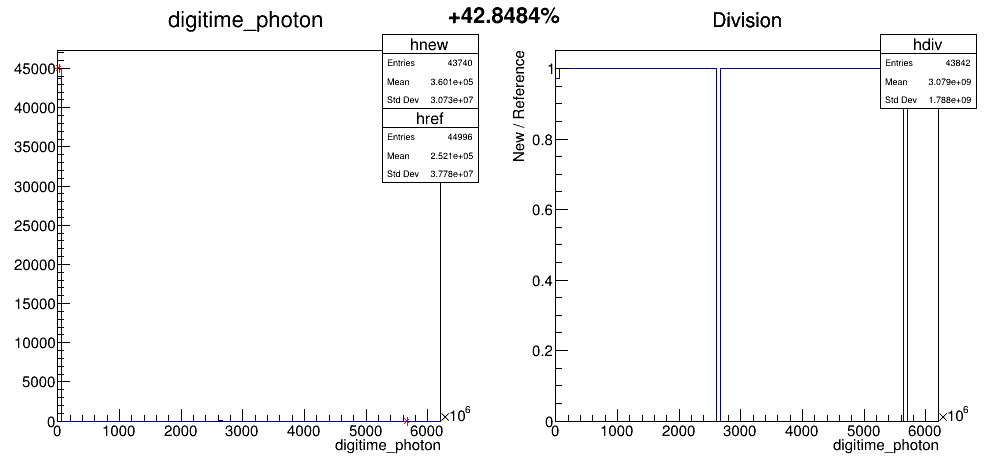 +42.8484%
digitime_photon
hnew
Entries 43740
Mean 3.601e+05
Std Dev 3.073e+07
href
Entries 44996
Mean 2.521e+05
Std Dev 3.778e+07
45000
40000
35000
30000
25000
20000
15000
10000
5000
0
0 1000 2000 3000 4000 5000 6000
×10⁶
digitime_photon
Division
hdiv
Entries 43842
Mean 3.079e+09
Std Dev 1.788e+09
New / Reference
1
0.8
0.6
0.4
0.2
0
0 1000 2000 3000 4000 5000 6000
×10⁶
digitime_photon